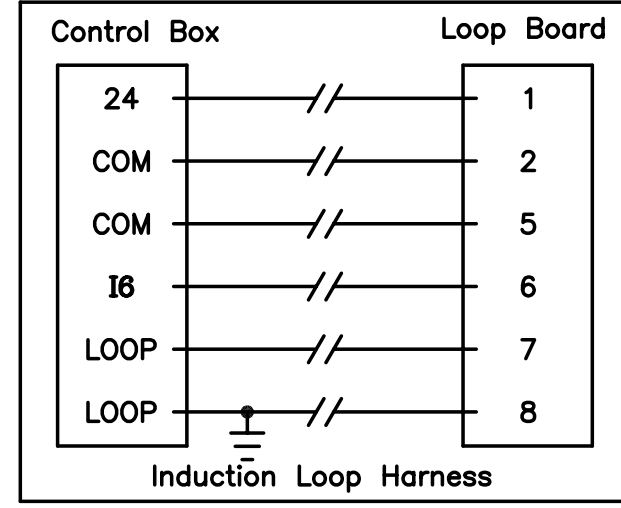 Control Box Loop Board
24 1
COM 2
COM 5
I6 6
LOOP 7
LOOP 8
Induction Loop Harness